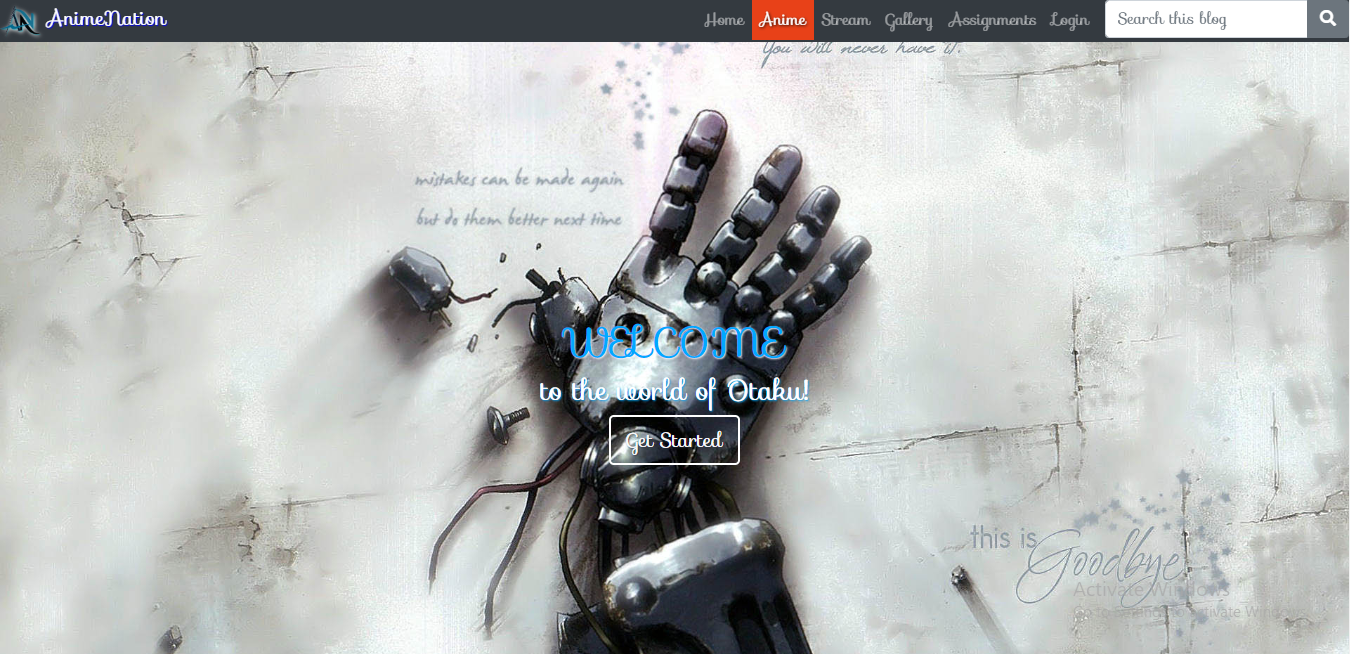 AnimeNation
Home Anime Stream Gallery Assignments Login Search this blog
You will never have it.
mistakes can be made again
but do them better next time
WELCOME
to the world of Otaku!
Get Started
this is Goodbye
Activate Windows
Go to Settings to activate Windows